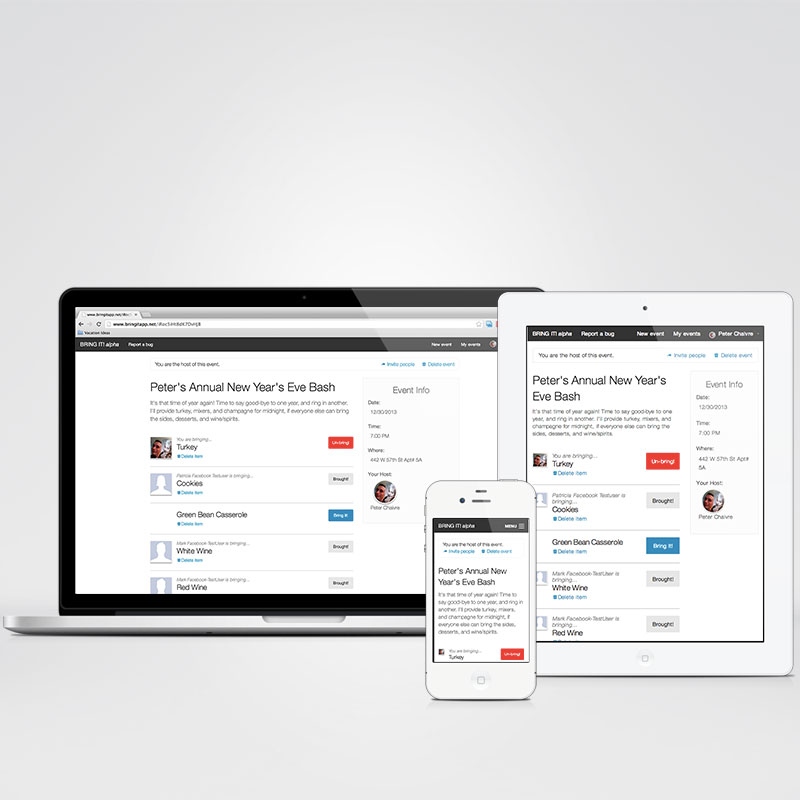 www.bringitapp.net/#/ec
www.bringitapp.net/#/ec54Hc6dK7DvHjB
Vacation Ideas
BRING IT! alpha
Report a bug
New event
My events
You are the host of this event.
Invite people
Delete event
Peter's Annual New Year's Eve Bash
It's that time of year again! Time to say good-bye to one year, and ring in another.
I'll provide turkey, mixers, and champagne for midnight, if everyone else can bring
the sides, desserts, and wine/spirits.
You are bringing...
Turkey
Delete item
Un-bring!
Patricia Facebook Testuser is bringing...
Cookies
Delete item
Brought!
Green Bean Casserole
Delete item
Bring it!
Mark Facebook-TestUser is bringing...
White Wine
Delete item
Brought!
Mark Facebook-TestUser is bringing...
Red Wine
Brought!
Event Info
Date:
12/30/2013
Time:
7:00 PM
Where:
442 W 57th St Apt# 5A
Your Host:
Peter Chaivre
BRING IT! alpha
MENU
You are the host of this event.
Invite people
Delete event
Peter's Annual New
Year's Eve Bash
It's that time of year again! Time to
say good-bye to one year, and ring in
another. I'll provide turkey, mixers,
and champagne for midnight, if
everyone else can bring the sides,
desserts, and wine/spirits.
You are bringing...
Turkey
Un-bring!
BRING IT! alpha
Report a bug
New event
My events
Peter Chaivre
You are the host of this event.
Invite people
Delete event
Peter's Annual New Year's
Eve Bash
It's that time of year again! Time to say good-bye to
one year, and ring in another. I'll provide turkey,
mixers, and champagne for midnight, if everyone else can bring the
sides, desserts, and wine/spirits.
You are bringing...
Turkey
Delete item
Un-bring!
Patricia Facebook Testuser is
bringing...
Cookies
Delete item
Brought!
Green Bean Casserole
Delete item
Bring it!
Mark Facebook-TestUser is
bringing...
White Wine
Delete item
Brought!
Mark Facebook-TestUser is
bringing...
Red Wine
Delete item
Brought!
Event Info
Date:
12/30/2013
Time:
7:00 PM
Where:
442 W 57th St Apt#
5A
Your Host:
Peter Chaivre